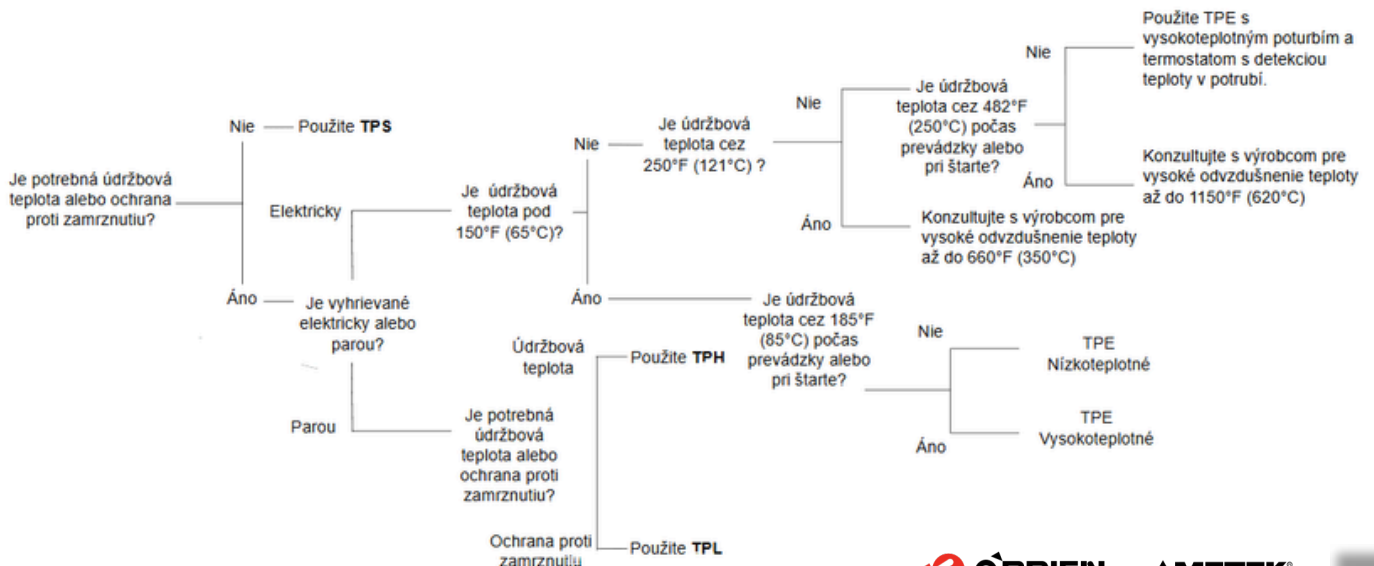 Je potrebná údržbová
teplota alebo ochrana
proti zamrznutiu?
Nie
Použite TPS
Áno
Je vyhrievané
elektricky alebo
parou?
Elektricky
Je údržbová
teplota pod
150°F (65°C)?
Nie
Je údržbová
teplota cez
250°F (121°C) ?
Nie
Je údržbová
teplota cez 482°F
(250°C) počas
prevádzky alebo
pri štarte?
Nie
Použite TPE s
vysokoteplotným poturbím a
termostatom s detekciou
teploty v potrubí.
Áno
Konzultujte s výrobcom pre
vysoké odvzdušnenie teploty
až do 1150°F (620°C)
Áno
Konzultujte s výrobcom pre
vysoké odvzdušnenie teploty
až do 660°F (350°C)
Áno
Je údržbová
teplota cez 185°F
(85°C) počas
prevádzky alebo
pri štarte?
Nie
TPE
Nízkoteplotné
Áno
TPE
Vysokoteplotné
Parou
Je potrebná
údržbová
teplota alebo
ochrana proti
zamrznutiu?
Údržbová
teplota
Použite TPH
Ochrana proti
zamrznutiu
Použite TPL
O'BRIEN AMETEK®